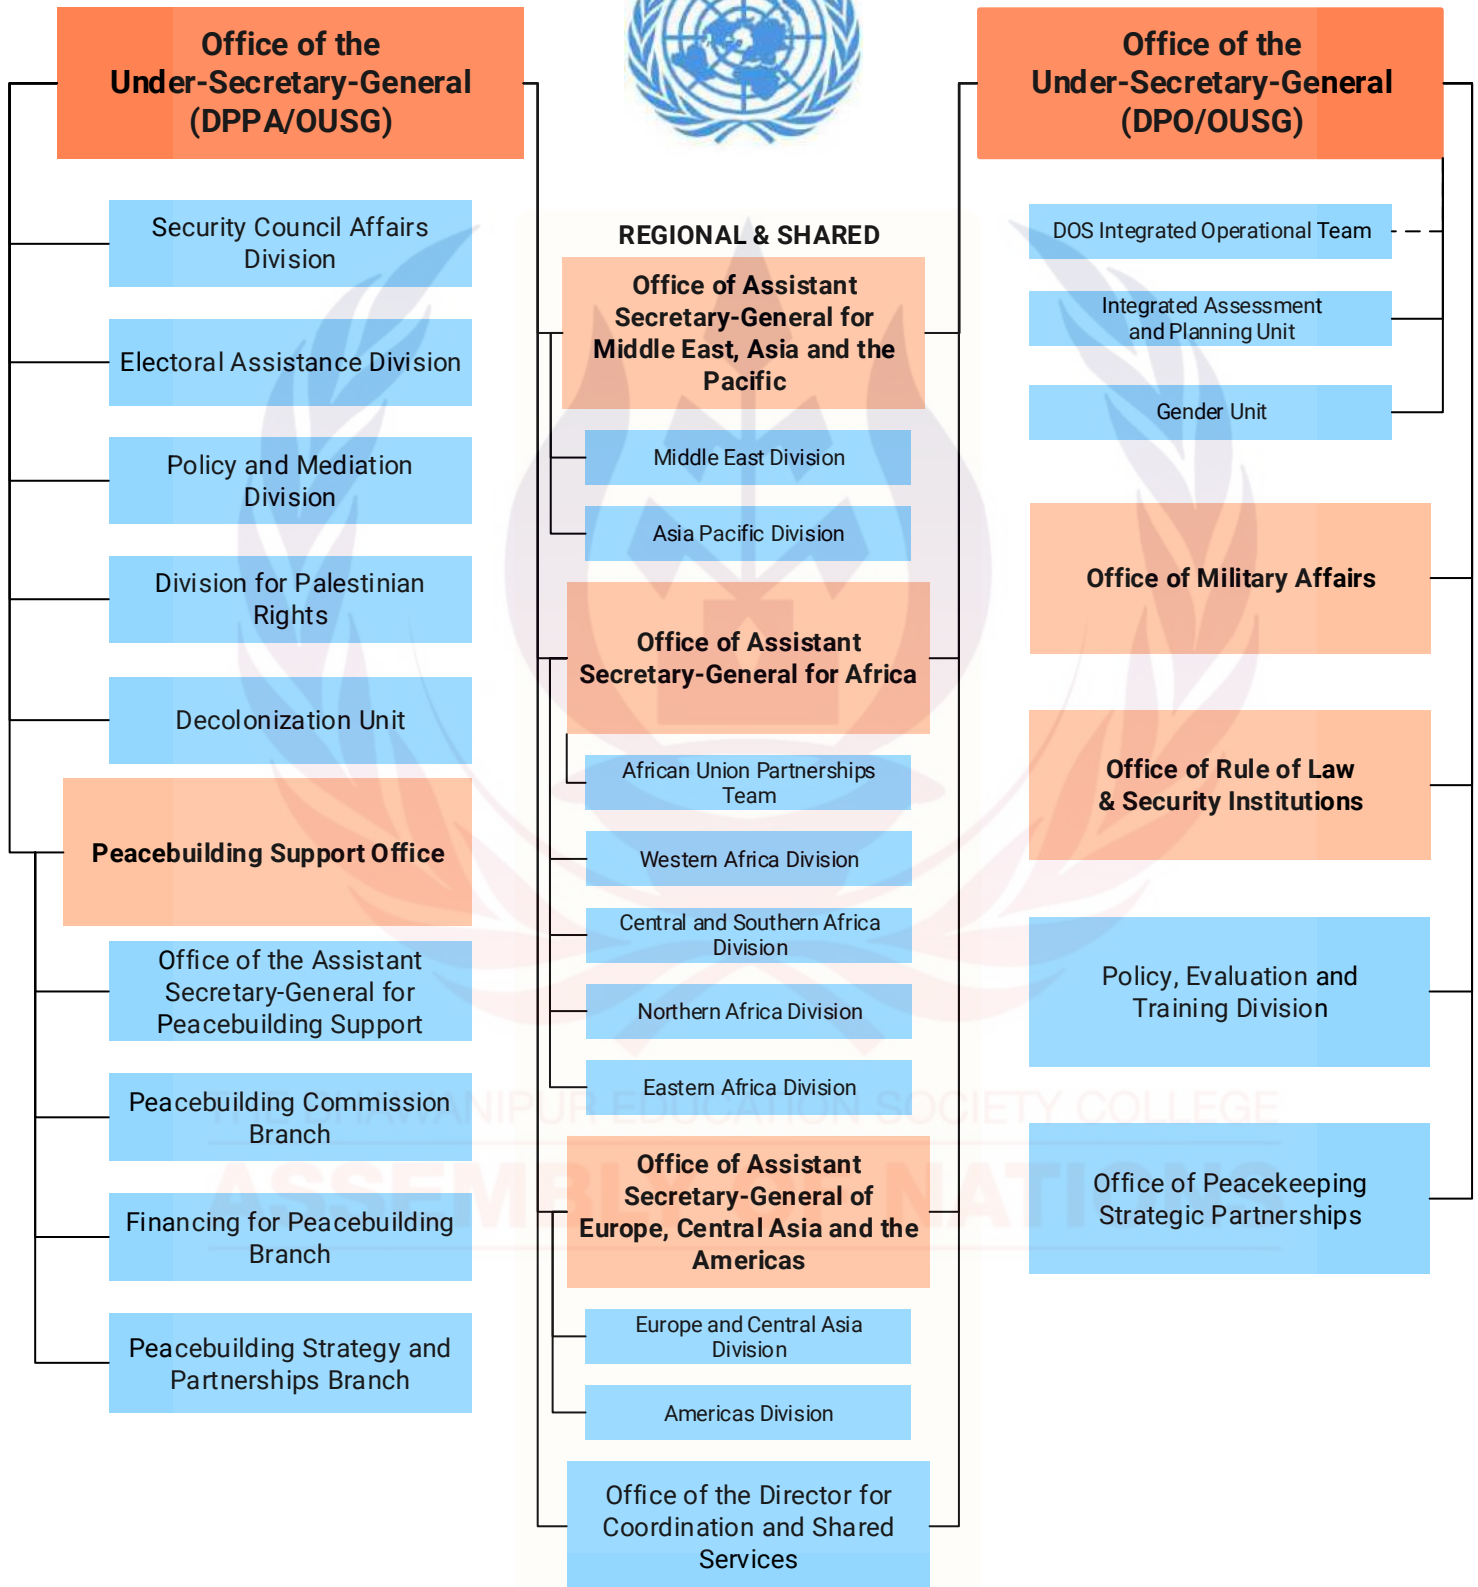 Office of the
Under-Secretary-General
(DPPA/OUSG)
Security Council Affairs
Division
Electoral Assistance Division
Policy and Mediation
Division
Division for Palestinian
Rights
Decolonization Unit
Peacebuilding Support Office
Office of the Assistant
Secretary-General for
Peacebuilding Support
Peacebuilding Commission
Branch
Financing for Peacebuilding
Branch
Peacebuilding Strategy and
Partnerships Branch
REGIONAL & SHARED
Office of Assistant
Secretary-General for
Middle East, Asia and the
Pacific
Middle East Division
Asia Pacific Division
Office of Assistant
Secretary-General for Africa
African Union Partnerships
Team
Western Africa Division
Central and Southern Africa
Division
Northern Africa Division
Eastern Africa Division
Office of Assistant
Secretary-General of
Europe, Central Asia and the
Americas
Europe and Central Asia
Division
Americas Division
Office of the Director for
Coordination and Shared
Services
Office of the
Under-Secretary-General
(DPO/OUSG)
DOS Integrated Operational Team
Integrated Assessment
and Planning Unit
Gender Unit
Office of Military Affairs
Office of Rule of Law
& Security Institutions
Policy, Evaluation and
Training Division
Office of Peacekeeping
Strategic Partnerships
THE BHAWANIPUR EDUCATION SOCIETY COLLEGE
ASSEMBLY OF NATIONS